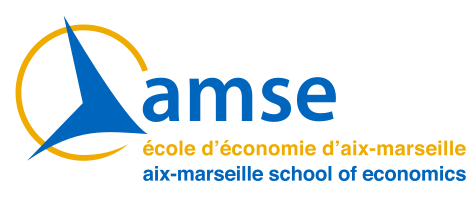 amse
école d'économie d'aix-marseille
aix-marseille school of economics